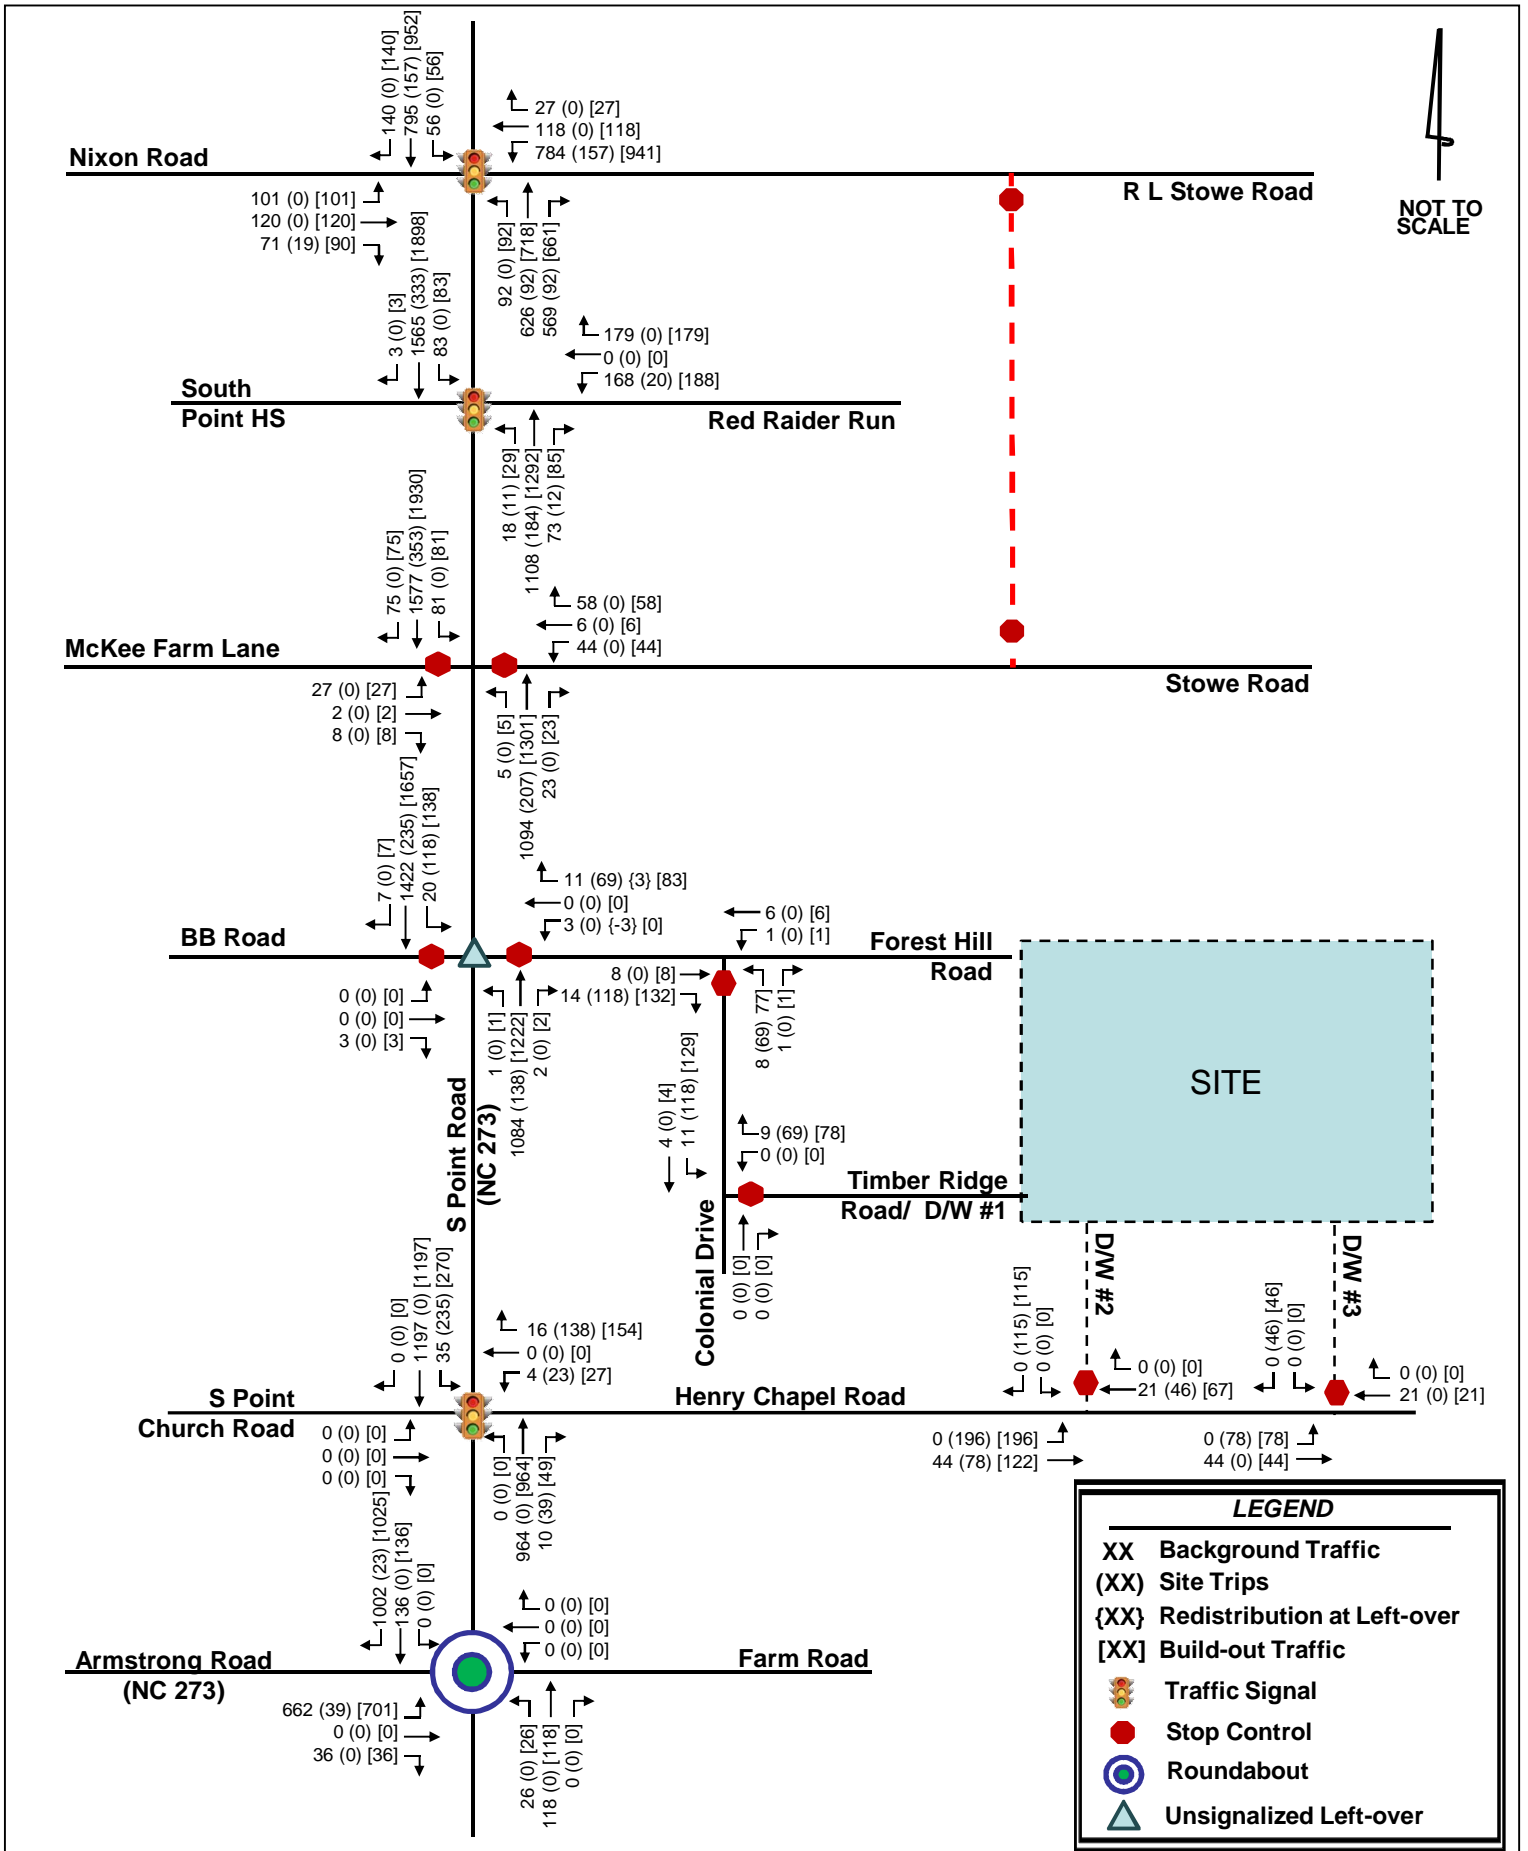 140 (0) [140]
795 (157) [952]
56 (0) [56]
27 (0) [27]
118 (0) [118]
784 (157) [941]
Nixon Road
R L Stowe Road
NOT TO
SCALE
101 (0) [101]
120 (0) [120]
71 (19) [90]
92 (0) [92]
626 (92) [718]
569 (92) [661]
3 (0) [3]
1565 (333) [1898]
83 (0) [83]
179 (0) [179]
0 (0) [0]
168 (20) [188]
South
Point HS
Red Raider Run
18 (11) [29]
1108 (184) [1292]
73 (12) [85]
75 (0) [75]
1577 (353) [1930]
81 (0) [81]
58 (0) [58]
6 (0) [6]
44 (0) [44]
McKee Farm Lane
Stowe Road
27 (0) [27]
2 (0) [2]
8 (0) [8]
5 (0) [5]
1094 (207) [1301]
23 (0) [23]
7 (0) [7]
1422 (235) [1657]
20 (118) [138]
11 (69) {3} [83]
0 (0) [0]
3 (0) {-3} [0]
6 (0) [6]
1 (0) [1]
BB Road
Forest Hill
Road
0 (0) [0]
0 (0) [0]
3 (0) [3]
1 (0) [1]
1084 (138) [1222]
2 (0) [2]
8 (0) [8]
14 (118) [132]
8 (69) 77]
1 (0) [1]
SITE
S Point Road
(NC 273)
4 (0) [4]
11 (118) [129]
9 (69) [78]
0 (0) [0]
Timber Ridge
Road/ D/W #1
Colonial Drive
0 (0) [0]
0 (0) [0]
D/W #2
D/W #3
0 (0) [0]
1197 (0) [1197]
35 (235) [270]
16 (138) [154]
0 (0) [0]
4 (23) [27]
0 (115) [115]
0 (0) [0]
0 (0) [0]
21 (46) [67]
0 (46) [46]
0 (0) [0]
0 (0) [0]
21 (0) [21]
S Point
Church Road
Henry Chapel Road
0 (0) [0]
0 (0) [0]
0 (0) [0]
0 (0) [0]
964 (0) [964]
10 (39) [49]
0 (196) [196]
44 (78) [122]
0 (78) [78]
44 (0) [44]
1002 (23) [1025]
136 (0) [136]
0 (0) [0]
0 (0) [0]
0 (0) [0]
0 (0) [0]
Armstrong Road
(NC 273)
Farm Road
662 (39) [701]
0 (0) [0]
36 (0) [36]
26 (0) [26]
118 (0) [118]
0 (0) [0]
LEGEND
XX Background Traffic
(XX) Site Trips
{XX} Redistribution at Left-over
[XX] Build-out Traffic
Traffic Signal
Stop Control
Roundabout
Unsignalized Left-over